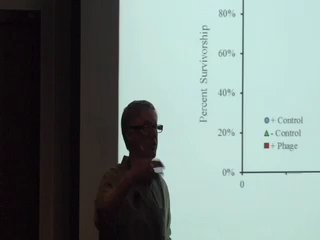 80%
Percent Survivorship
60%
40%
20%
+ Control
- Control
+ Phage
0%
0